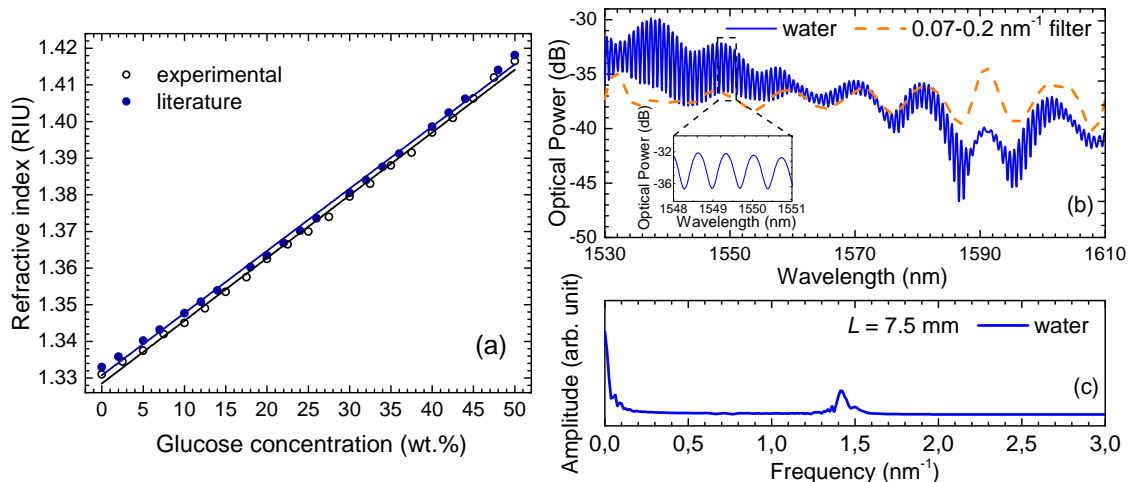 1.42
1.41
1.40
1.39
1.38
1.37
1.36
1.35
1.34
1.33
Refractive index (RIU)
experimental
literature
(a)
0 5 10 15 20 25 30 35 40 45 50
Glucose concentration (wt.%)
-30
-35
-40
-45
-50
Optical Power (dB)
water 0.07-0.2 nm⁻¹ filter
Optical Power (dB)
-32
-36
1548 1549 1550 1551
Wavelength (nm)
(b)
1530 1550 1570 1590 1610
Wavelength (nm)
Amplitude (arb. unit)
L = 7.5 mm water
(c)
0,0 0,5 1,0 1,5 2,0 2,5 3,0
Frequency (nm⁻¹)